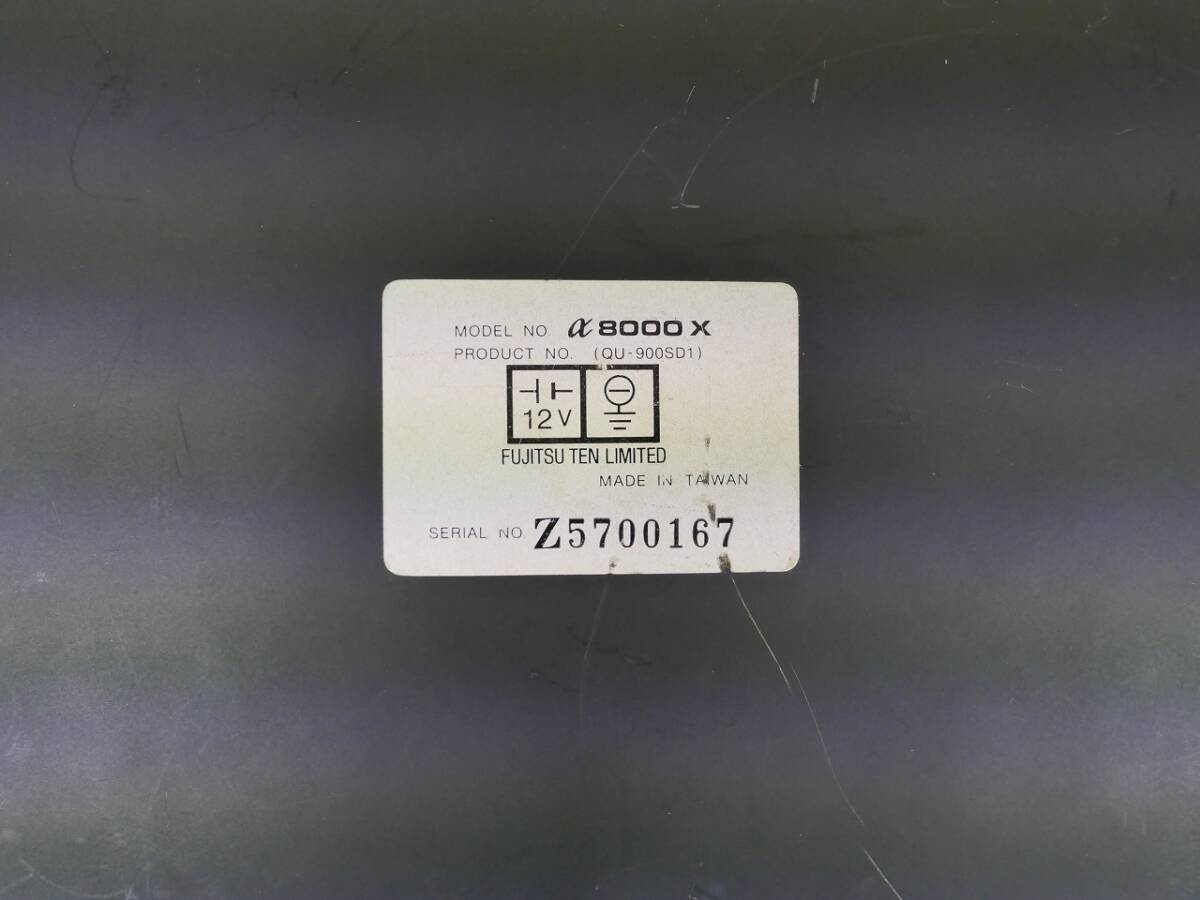 MODEL NO. α8000X
PRODUCT NO. (QU-900SD1)
12V
FUJITSU TEN LIMITED
MADE IN TAIWAN
SERIAL NO. Z5700167